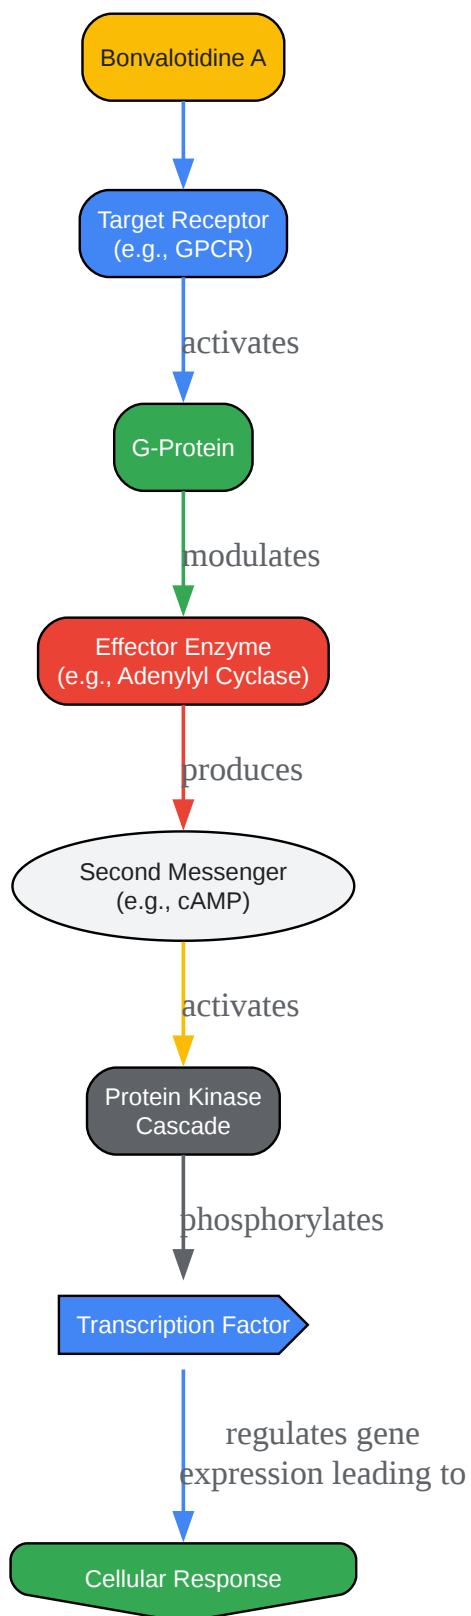 Bonvalotidine A
Target Receptor
(e.g., GPCR)
activates
G-Protein
modulates
Effector Enzyme
(e.g., Adenylyl Cyclase)
produces
Second Messenger
(e.g., cAMP)
activates
Protein Kinase
Cascade
phosphorylates
Transcription Factor
regulates gene
expression leading to
Cellular Response